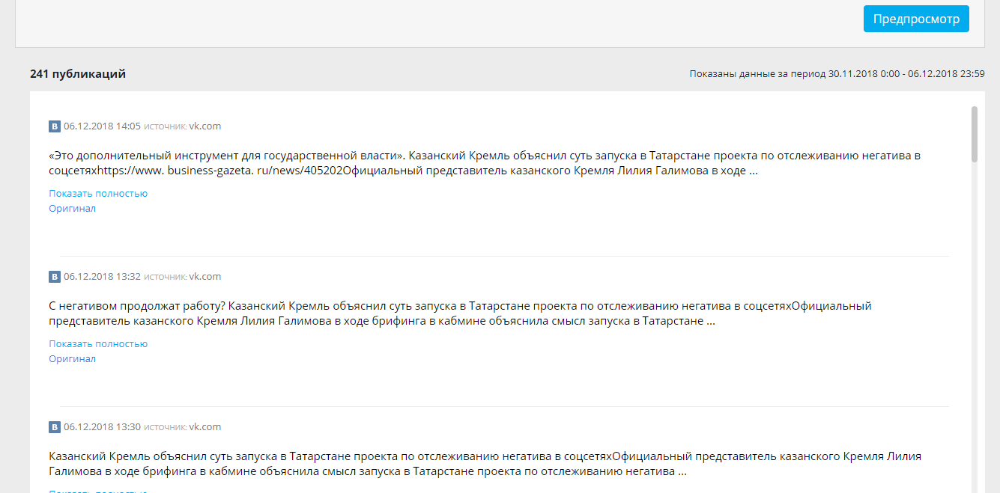 Предпросмотр
241 публикаций
Показаны данные за период 30.11.2018 0:00 - 06.12.2018 23:59
В 06.12.2018 14:05 источник: vk.com
«Это дополнительный инструмент для государственной власти». Казанский Кремль объяснил суть запуска в Татарстане проекта по отслеживанию негатива в
соцсетяхhttps://www. business-gazeta. ru/news/405202Официальный представитель казанского Кремля Лилия Галимова в ходе ...
Показать полностью
Оригинал
В 06.12.2018 13:32 источник: vk.com
С негативом продолжат работу? Казанский Кремль объяснил суть запуска в Татарстане проекта по отслеживанию негатива в соцсетяхОфициальный
представитель казанского Кремля Лилия Галимова в ходе брифинга в кабмине объяснила смысл запуска в Татарстане ...
Показать полностью
Оригинал
В 06.12.2018 13:30 источник: vk.com
Казанский Кремль объяснил суть запуска в Татарстане проекта по отслеживанию негатива в соцсетяхОфициальный представитель казанского Кремля Лилия
Галимова в ходе брифинга в кабмине объяснила смысл запуска в Татарстане проекта по отслеживанию негатива ...
Показать полностью